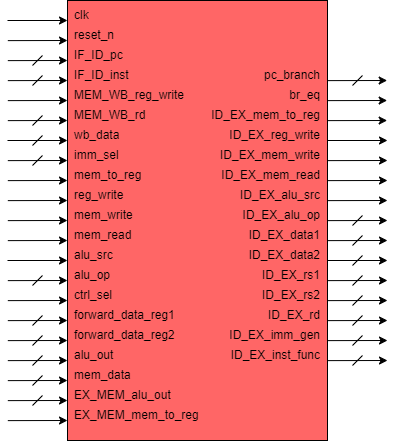 clk
reset_n
IF_ID_pc
IF_ID_inst
pc_branch
MEM_WB_reg_write
br_eq
MEM_WB_rd
ID_EX_mem_to_reg
wb_data
ID_EX_reg_write
imm_sel
ID_EX_mem_write
mem_to_reg
ID_EX_mem_read
reg_write
ID_EX_alu_src
mem_write
ID_EX_alu_op
mem_read
ID_EX_data1
alu_src
ID_EX_data2
alu_op
ID_EX_rs1
ctrl_sel
ID_EX_rs2
forward_data_reg1
ID_EX_rd
forward_data_reg2
ID_EX_imm_gen
alu_out
ID_EX_inst_func
mem_data
EX_MEM_alu_out
EX_MEM_mem_to_reg